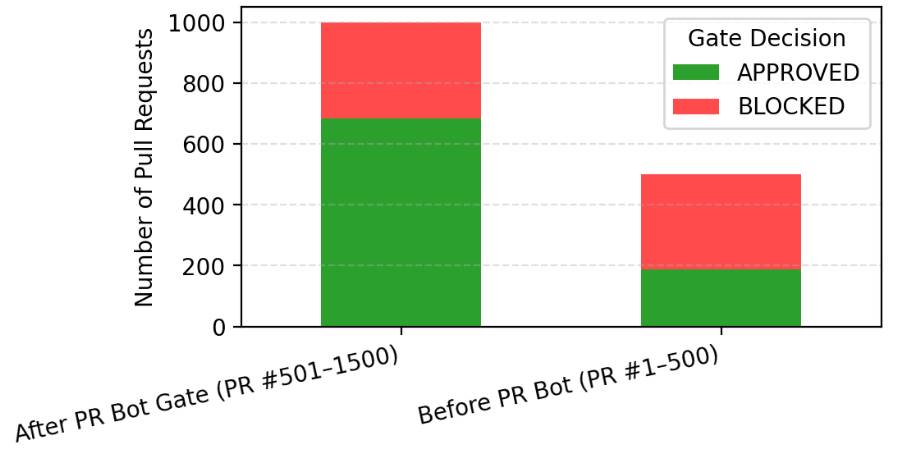 Number of Pull Requests
1000
800
600
400
200
0
Gate Decision
APPROVED
BLOCKED
After PR Bot Gate (PR #501–1500)
Before PR Bot (PR #1–500)